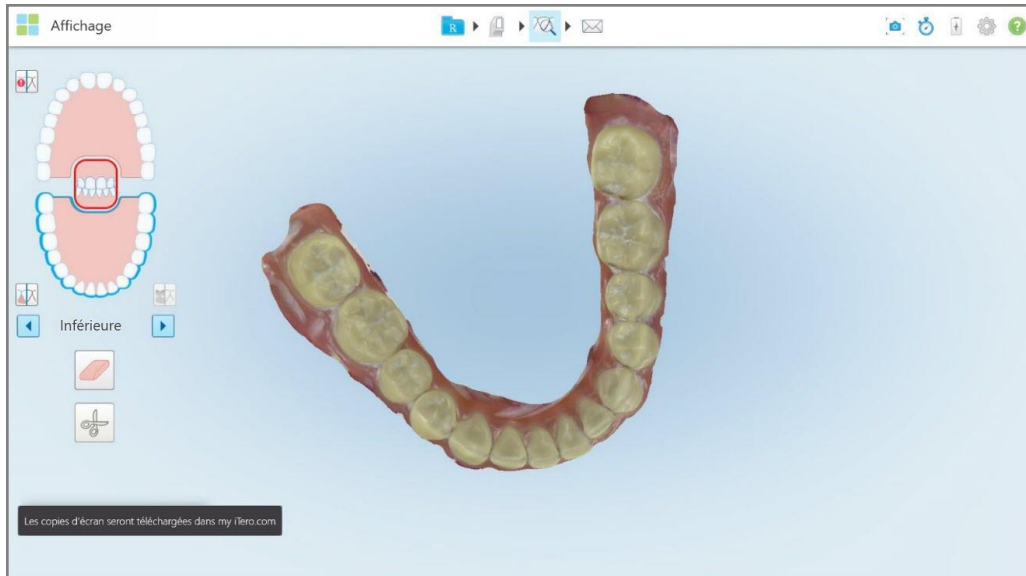 Affichage
R
Inférieure
Les copies d'écran seront téléchargées dans my iTero.com